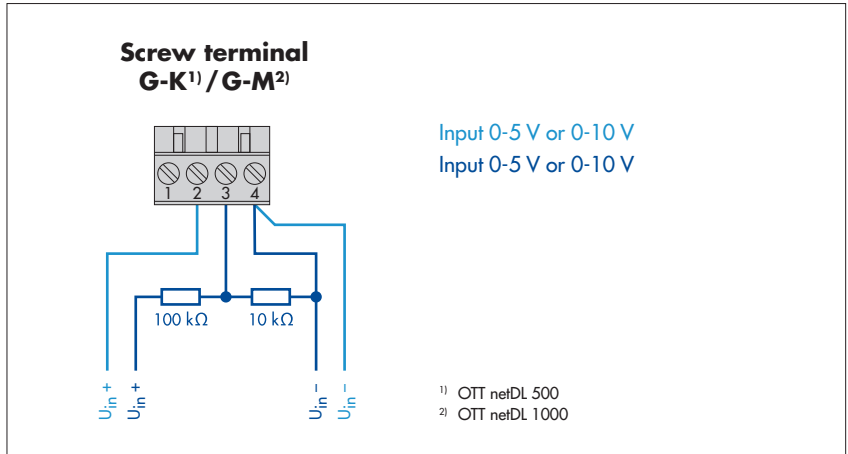 Screw terminal
G-K¹⁾ / G-M²⁾
Input 0-5 V or 0-10 V
Input 0-5 V or 0-10 V
1 2 3 4
100 kΩ 10 kΩ
Uin + Uin + Uin – Uin –
¹⁾ OTT netDL 500
²⁾ OTT netDL 1000